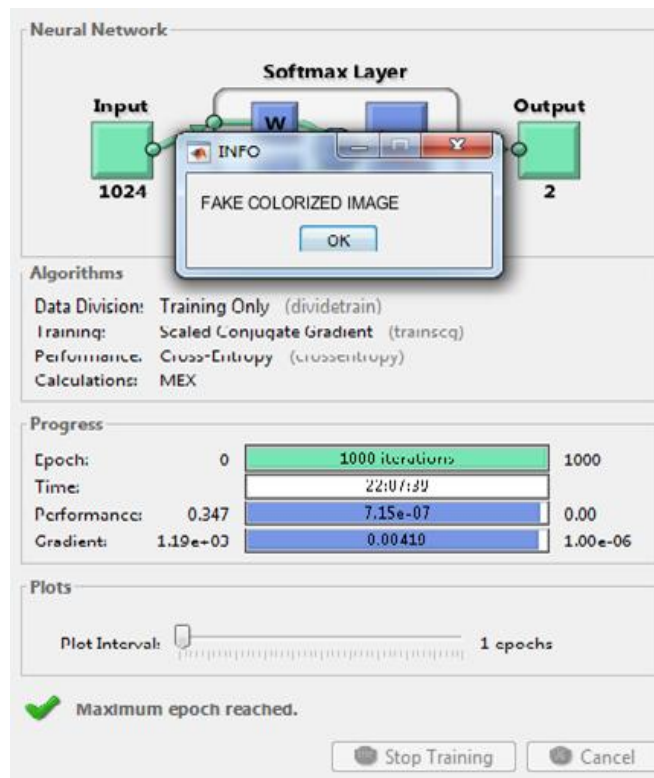 Neural Network
Softmax Layer
Input
Output
W
1024
2
INFO
FAKE COLORIZED IMAGE
OK
Algorithms
Data Division: Training Only (dividetrain)
Training: Scaled Conjugate Gradient (trainscg)
Performance: Cross-Entropy (crossentropy)
Calculations: MEX
Progress
Epoch: 0 1000 iterations 1000
Time: 22:07:39
Performance: 0.347 7.15e-07 0.00
Gradient: 1.19e+03 0.00419 1.00e-06
Plots
Plot Interval: 1 epochs
Maximum epoch reached.
Stop Training Cancel